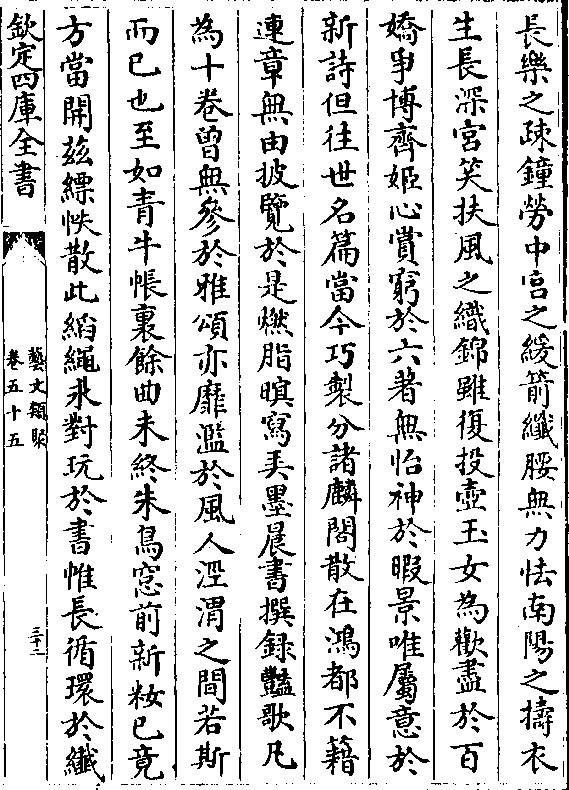 長樂之疎鐘勞中宫之緩箭纖腰無力怯南陽之擣衣
生長深宫笑扶風之織錦雖復投壺玉女為歡盡於百
嬌爭博齊姬心賞窮於六著無怡神於暇景唯屬意於
新詩但往世名篇當今巧製分諸麟閣散在鴻都不藉
連章無由披覽於是燃脂暝寫弄墨晨書撰録豔歌凡
為十卷曾無參於雅頌亦靡濫於風人涇渭之間若斯
而已也至如青牛帳裏餘曲未終朱鳥窓前新粧已竟
方當開兹縹帙散此縚繩永對玩於書帷長循環於纖
欽定四庫全書
藝文類聚
卷五十五
三十二